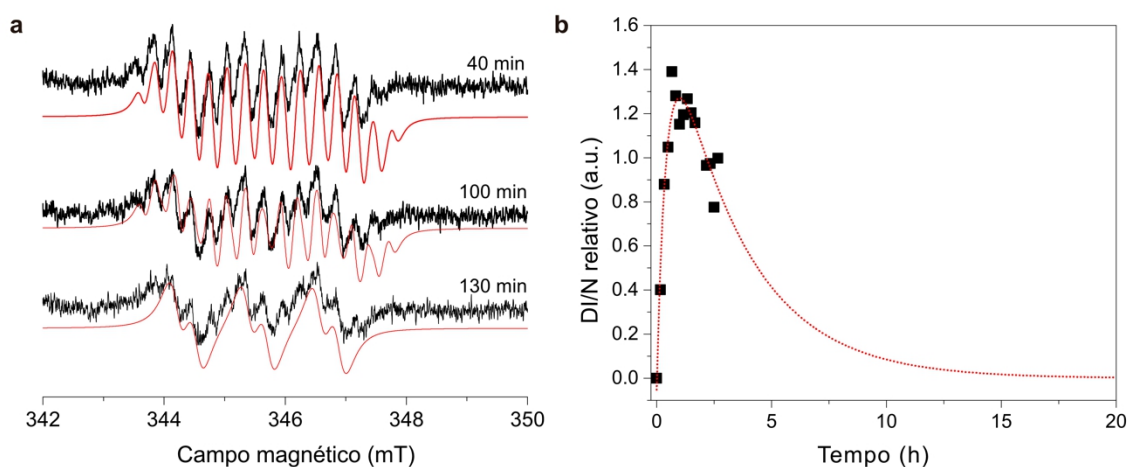 a
40 min
100 min
130 min
342 344 346 348 350
Campo magnético (mT)
b
DI/N relativo (a.u.)
1.6
1.4
1.2
1.0
0.8
0.6
0.4
0.2
0.0
0 5 10 15 20
Tempo (h)